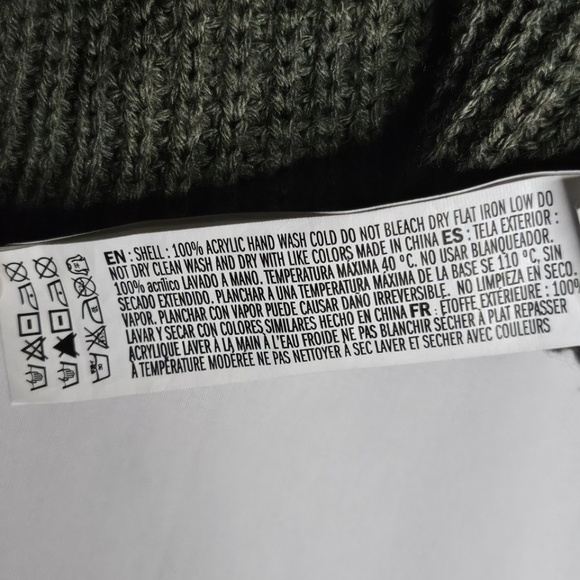 EN : SHELL : 100% ACRYLIC HAND WASH COLD DO NOT BLEACH DRY FLAT IRON LOW DO
NOT DRY CLEAN WASH AND DRY WITH LIKE COLORS MADE IN CHINA ES : TELA EXTERIOR :
100% acrílico LAVADO A MANO. TEMPERATURA MÁXIMA 40 ºC. NO USAR BLANQUEADOR.
SECADO EXTENDIDO. PLANCHAR A UNA TEMPERATURA MÁXIMA DE LA BASE SE 110 ºC, SIN
VAPOR. PLANCHAR CON VAPOR PUEDE CAUSAR DAÑO IRREVERSIBLE. NO LIMPIEZA EN SECO.
LAVAR Y SECAR CON COLORES SIMILARES HECHO EN CHINA FR : ÉTOFFE EXTÉRIEURE : 100%
ACRYLIQUE LAVER À LA MAIN À L'EAU FROIDE NE PAS BLANCHIR SÉCHER À PLAT REPASSER
À TEMPÉRATURE MODÉRÉE NE PAS NETTOYER À SEC LAVER ET SÉCHER AVEC COULEURS